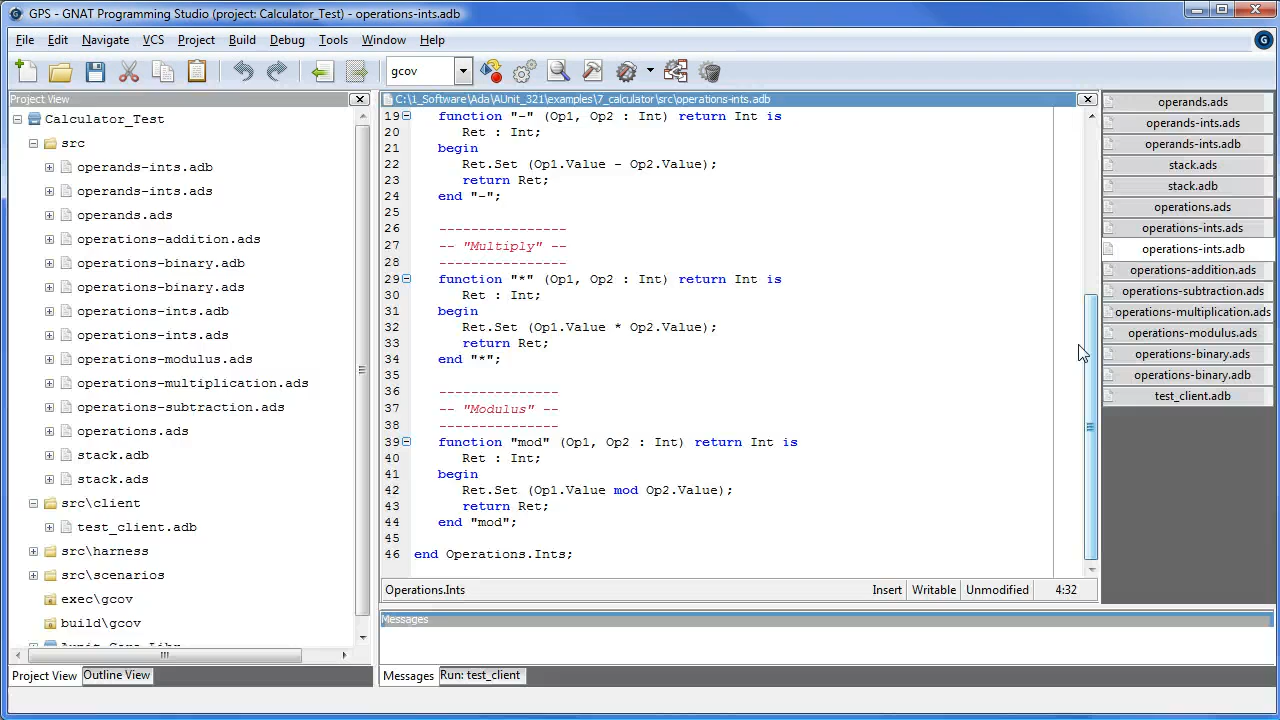 GPS - GNAT Programming Studio (project: Calculator_Test) - operations-ints.adb
File Edit Navigate VCS Project Build Debug Tools Window Help
gcov
Project View
Calculator_Test
src
operands-ints.adb
operands-ints.ads
operands.ads
operations-addition.ads
operations-binary.adb
operations-binary.ads
operations-ints.adb
operations-ints.ads
operations-modulus.ads
operations-multiplication.ads
operations-subtraction.ads
operations.ads
stack.adb
stack.ads
src\client
test_client.adb
src\harness
src\scenarios
exec\gcov
build\gcov
Project View Outline View
C:\1_Software\Ada\AUnit_321\examples\7_calculator\src\operations-ints.adb
19 function "-" (Op1, Op2 : Int) return Int is
20 Ret : Int;
21 begin
22 Ret.Set (Op1.Value - Op2.Value);
23 return Ret;
24 end "-";
25
26 ----------------
27 -- "Multiply" --
28 ----------------
29 function "*" (Op1, Op2 : Int) return Int is
30 Ret : Int;
31 begin
32 Ret.Set (Op1.Value * Op2.Value);
33 return Ret;
34 end "*";
35
36 ---------------
37 -- "Modulus" --
38 ---------------
39 function "mod" (Op1, Op2 : Int) return Int is
40 Ret : Int;
41 begin
42 Ret.Set (Op1.Value mod Op2.Value);
43 return Ret;
44 end "mod";
45
46 end Operations.Ints;
Operations.Ints Insert Writable Unmodified 4:32
Messages
Messages Run: test_client
operands.ads
operands-ints.ads
operands-ints.adb
stack.ads
stack.adb
operations.ads
operations-ints.ads
operations-ints.adb
operations-addition.ads
operations-subtraction.ads
operations-multiplication.ads
operations-modulus.ads
operations-binary.ads
operations-binary.adb
test_client.adb